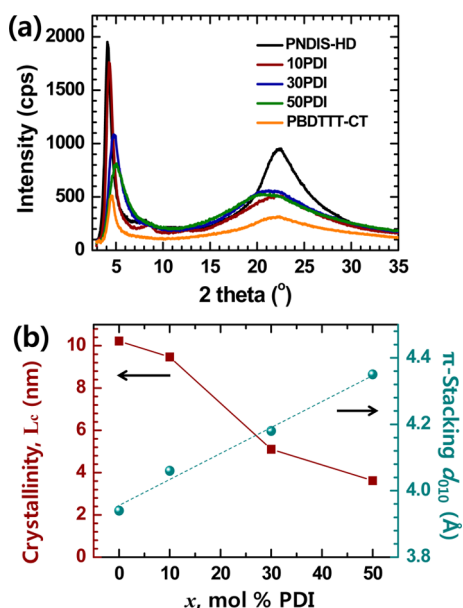 (a)
2000
1500
1000
500
0
Intensity (cps)
PNDIS-HD
10PDI
30PDI
50PDI
PBDTTT-CT
5 10 15 20 25 30 35
2 theta (°)
(b)
10
8
6
4
2
0
Crystallinity, Lc (nm)
4.4
4.2
4.0
3.8
π-Stacking d010 (Å)
0 10 20 30 40 50
x, mol % PDI